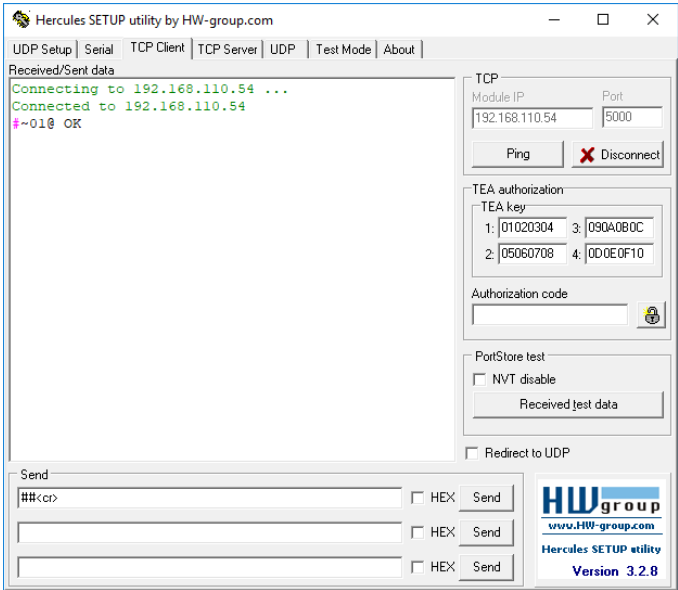 Hercules SETUP utility by HW-group.com
UDP Setup Serial TCP Client TCP Server UDP Test Mode About
Received/Sent data
Connecting to 192.168.110.54 ...
Connected to 192.168.110.54
#~01@ OK
TCP
Module IP Port
192.168.110.54 5000
Ping Disconnect
TEA authorization
TEA key
1: 01020304 3: 090A0B0C
2: 05060708 4: 0D0E0F10
Authorization code
PortStore test
NVT disable
Received test data
Redirect to UDP
Send
##<cr> HEX Send
HEX Send
HEX Send
HW group
www.HW-group.com
Hercules SETUP utility
Version 3.2.8